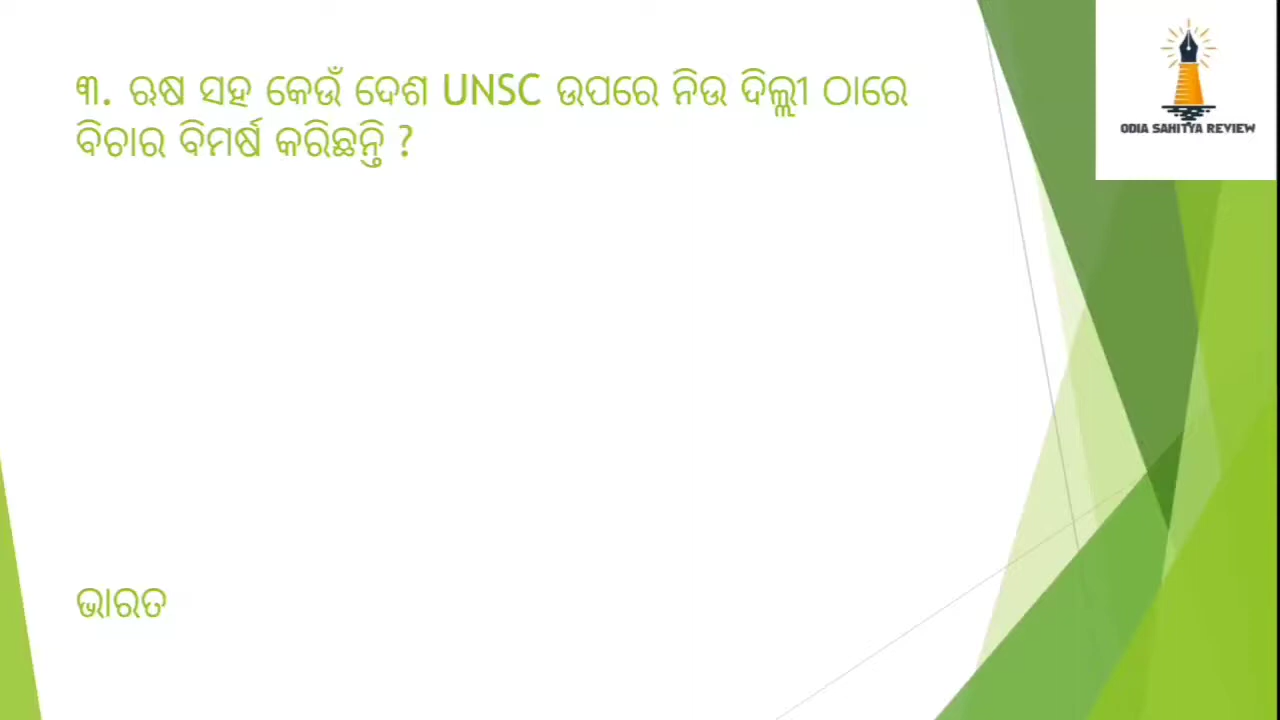 ୩. ଋଷ ସହ କେଉଁ ଦେଶ UNSC ଉପରେ ନିଉ ଦିଲ୍ଲୀ ଠାରେ
ବିଚାର ବିମର୍ଷ କରିଛନ୍ତି ?
ODIA SAHITYA REVIEW
ଭାରତ